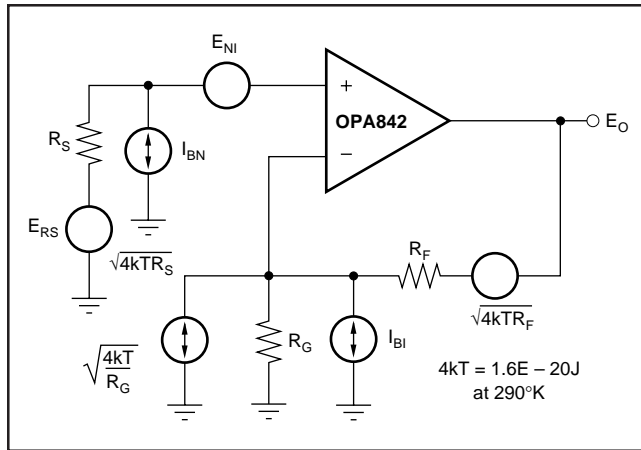 E_NI
+
OPA842
−
E_O
R_S
I_BN
E_RS
√4kTR_S
R_F
√4kTR_F
√4kT/R_G
R_G
I_BI
4kT = 1.6E – 20J
at 290°K